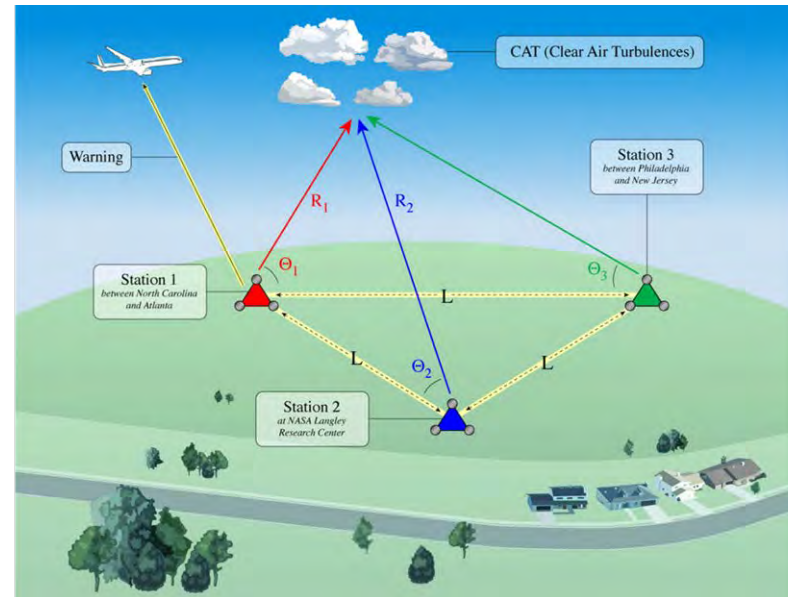 CAT (Clear Air Turbulences)
Warning
Station 3
between Philadelphia
and New Jersey
R₁
R₂
Θ₁
Θ₃
Station 1
between North Carolina
and Atlanta
L
L
L
Θ₂
Station 2
at NASA Langley
Research Center